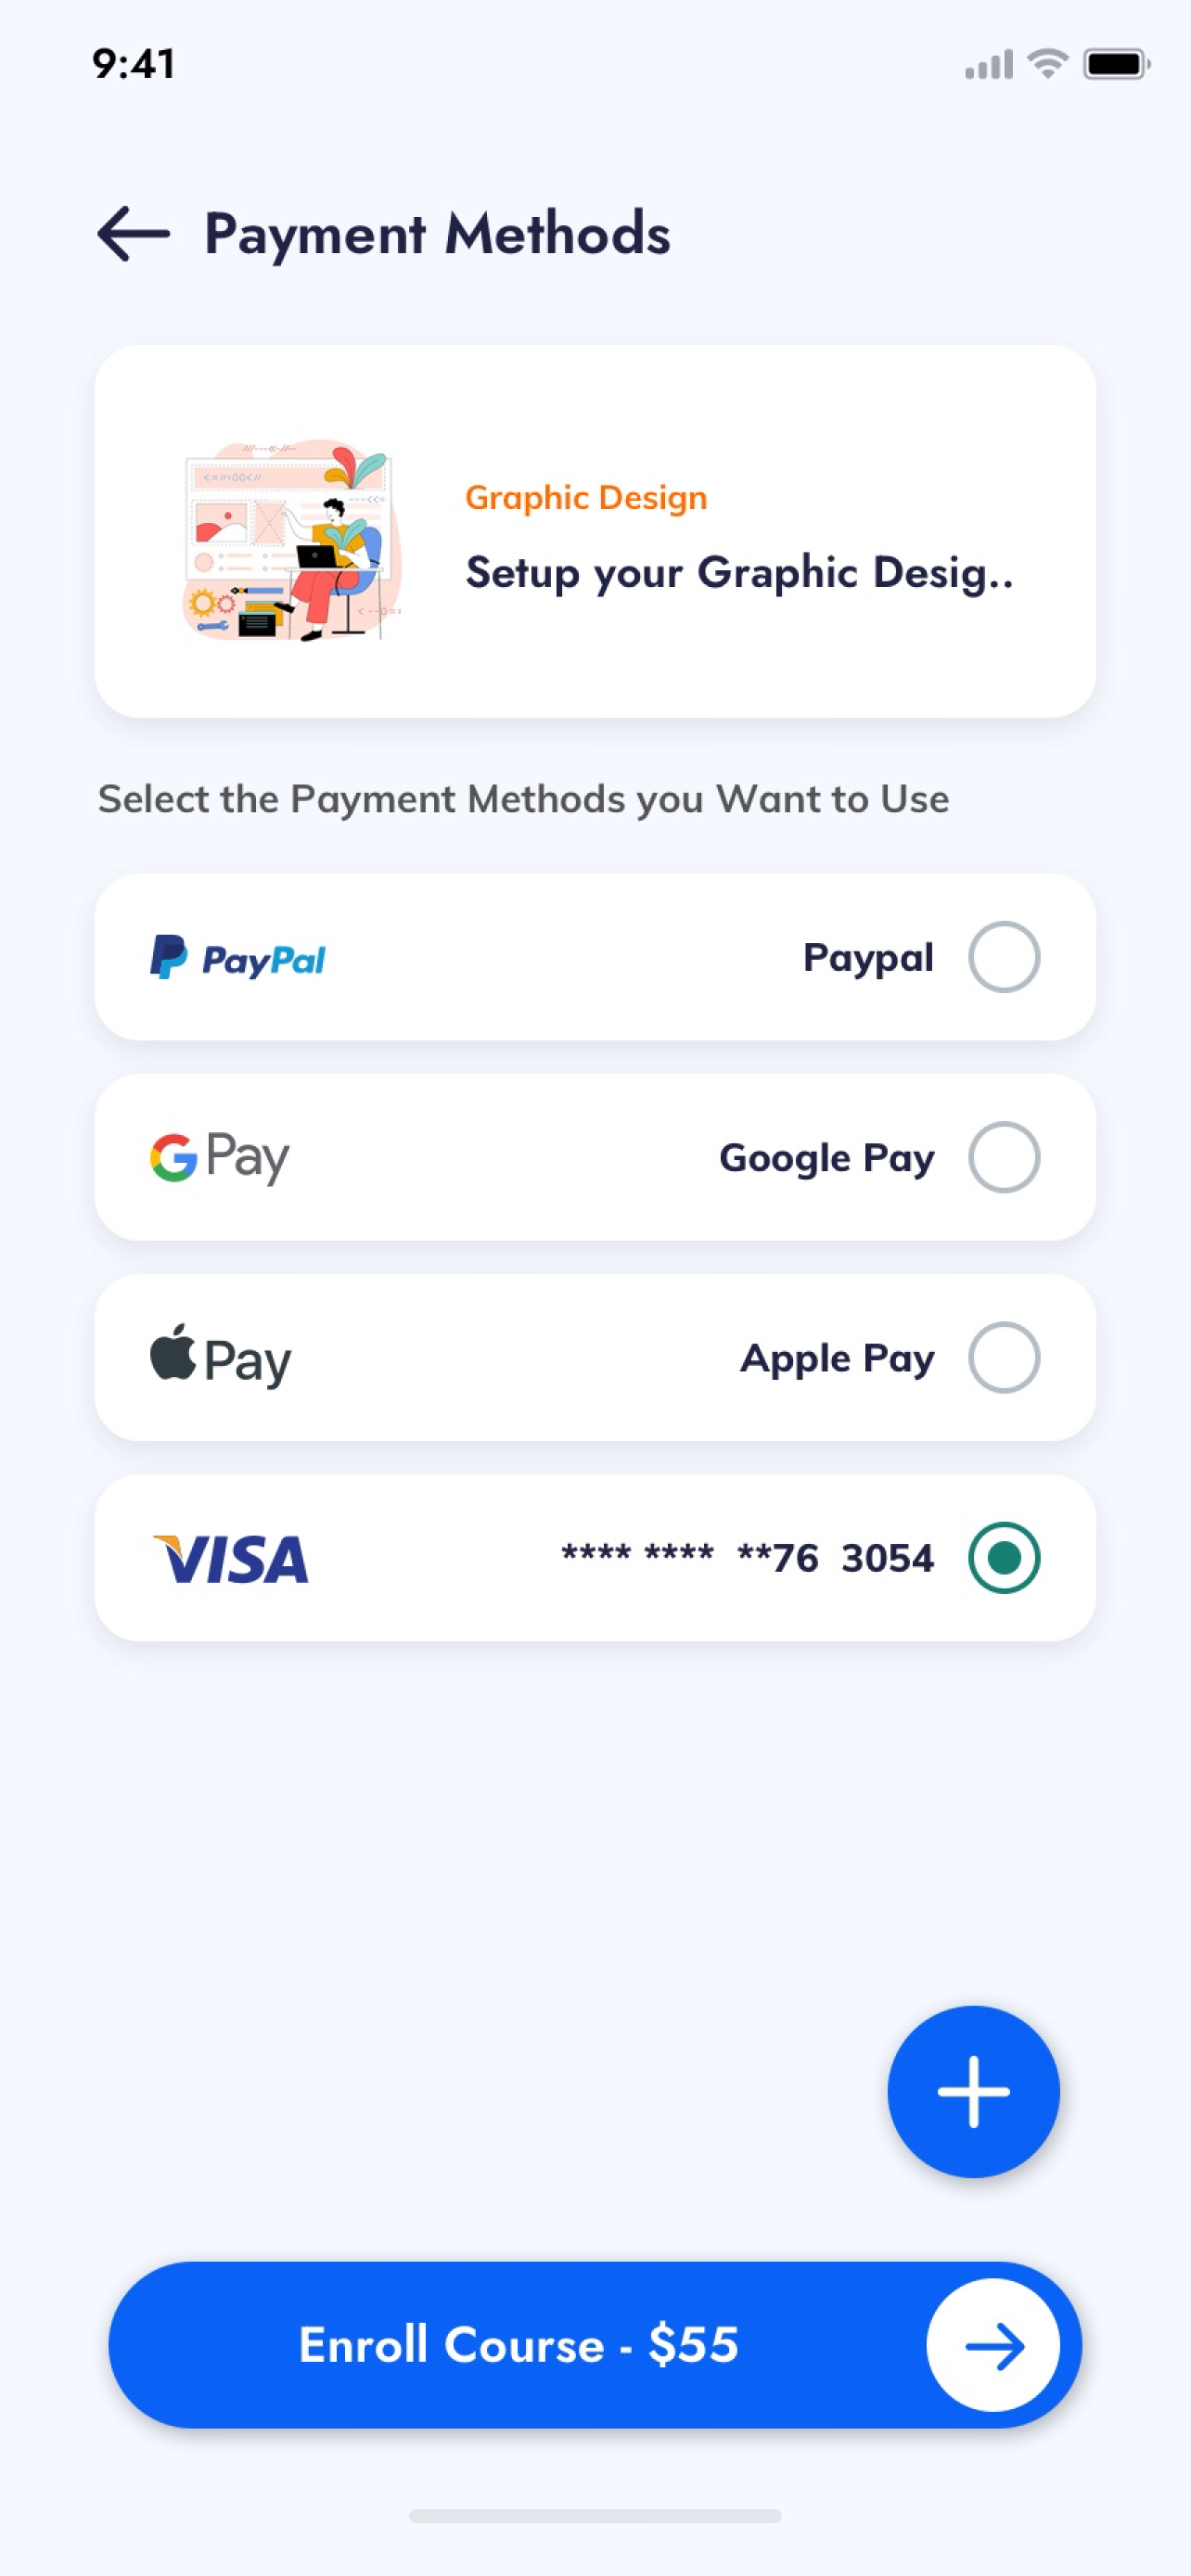 9:41
Payment Methods
Graphic Design
Setup your Graphic Desig..
Select the Payment Methods you Want to Use
PayPal Paypal
G Pay Google Pay
Pay Apple Pay
VISA **** **** **76 3054
Enroll Course - $55